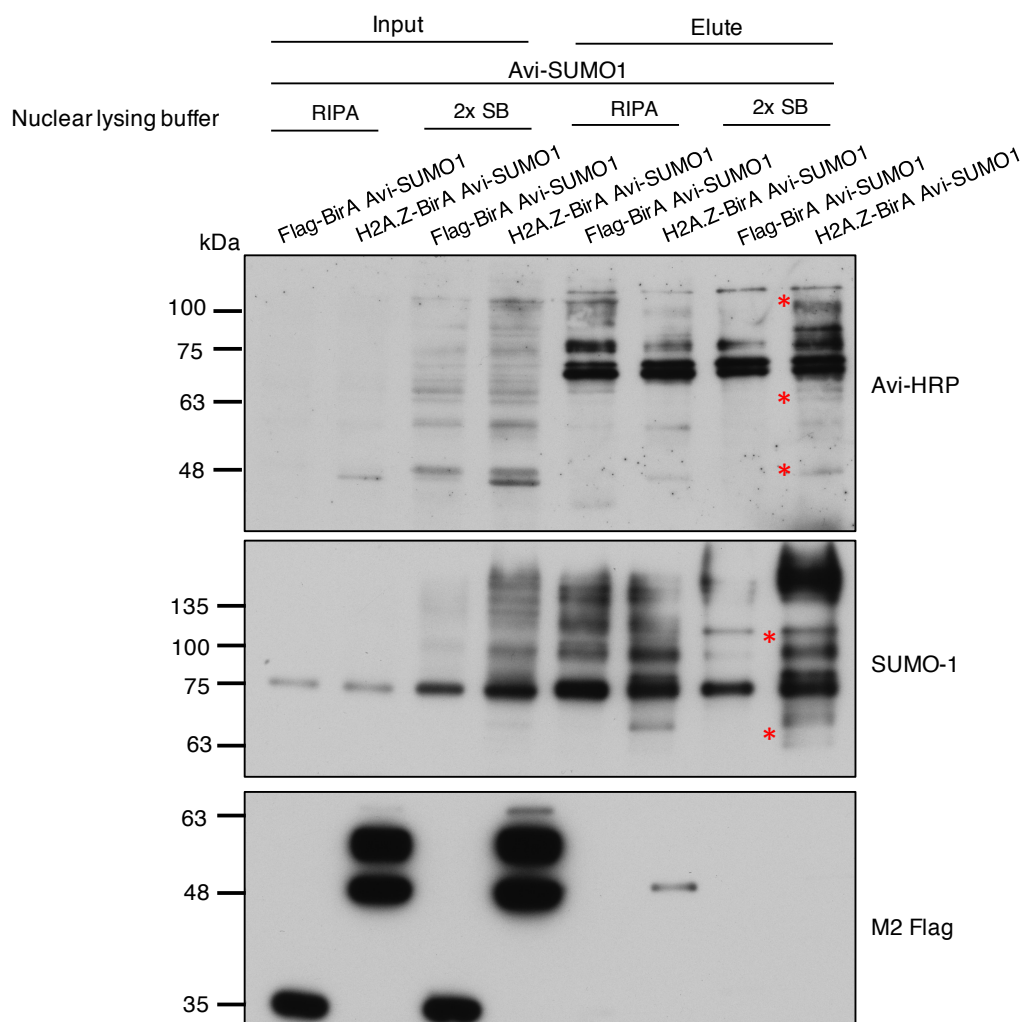 Input Elute
Avi-SUMO1
Nuclear lysing buffer RIPA 2x SB RIPA 2x SB
Flag-BirA Avi-SUMO1
H2A.Z-BirA Avi-SUMO1
Flag-BirA Avi-SUMO1
H2A.Z-BirA Avi-SUMO1
Flag-BirA Avi-SUMO1
H2A.Z-BirA Avi-SUMO1
Flag-BirA Avi-SUMO1
H2A.Z-BirA Avi-SUMO1
kDa
100 *
75
Avi-HRP
63 *
48 *
135
100 *
SUMO-1
75
63 *
63
48
M2 Flag
35